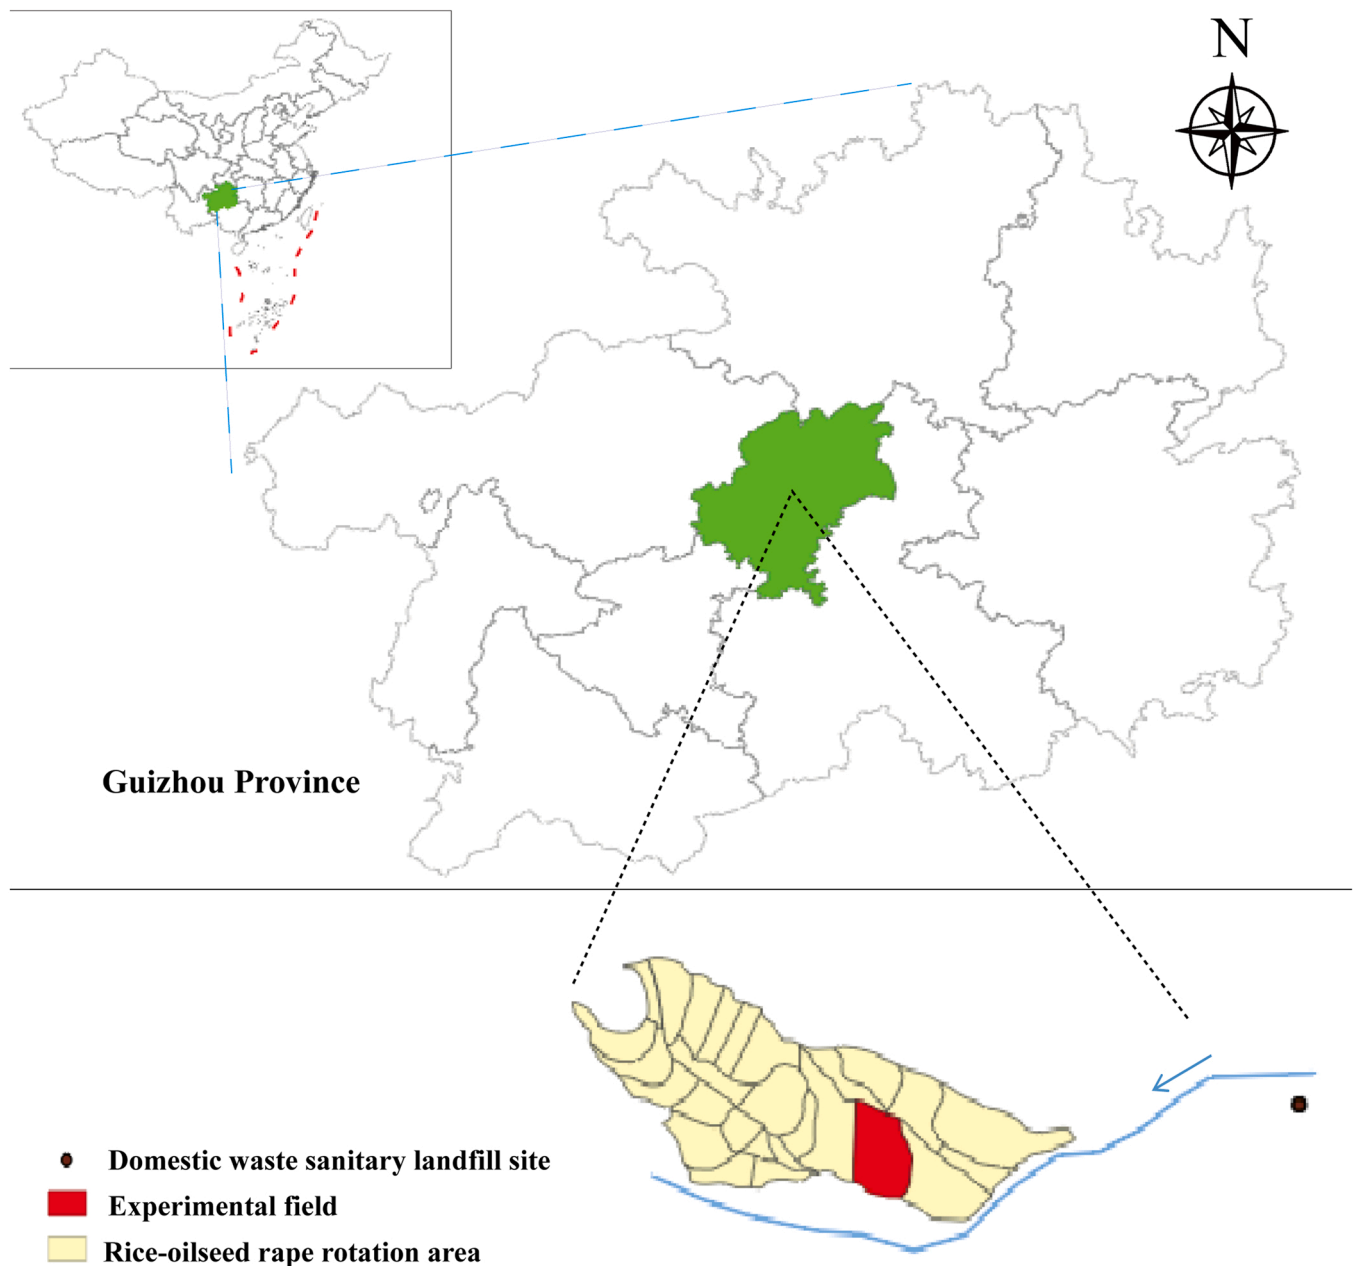 N
Guizhou Province
Domestic waste sanitary landfill site
Experimental field
Rice-oilseed rape rotation area